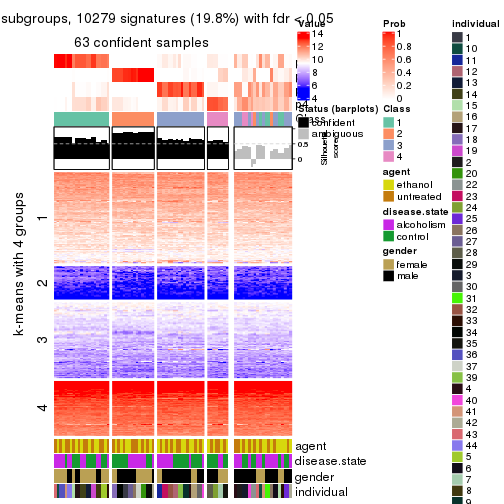 subgroups, 10279 signatures (19.8%) with fdr < 0.05
63 confident samples
p4
Class
1
0.5
0
Silhouette
score
k-means with 4 groups
1
2
3
4
agent
disease.state
gender
individual
Value
14
12
10
8
6
4
Status (barplots)
confident
ambiguous
Prob
1
0.8
0.6
0.4
0.2
0
Class
1
2
3
4
agent
ethanol
untreated
disease.state
alcoholism
control
gender
female
male
individual
1
10
11
12
13
14
15
16
17
18
19
2
20
22
23
24
25
26
27
28
29
3
30
31
32
33
34
35
36
37
39
4
40
41
42
43
44
5
6
7
8
9